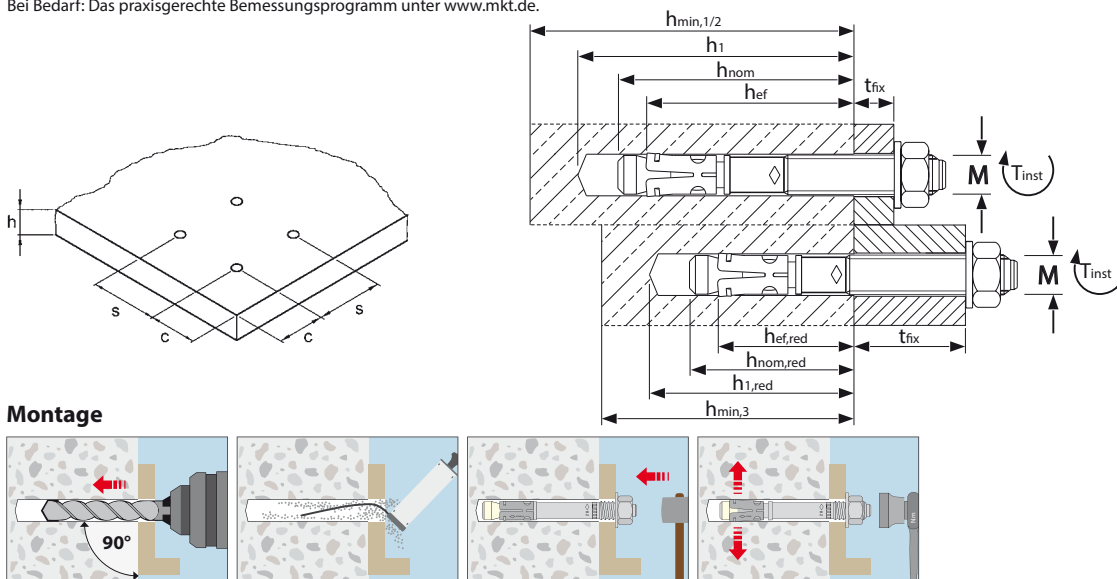 Bei Bedarf: Das praxisgerechte Bemessungsprogramm unter www.mkt.de.
hmin,1/2
h1
hnom
hef
tfix
M
Tinst
h
s
c
c
s
M
Tinst
hef,red
tfix
hnom,red
h1,red
hmin,3
Montage
90°
Nm